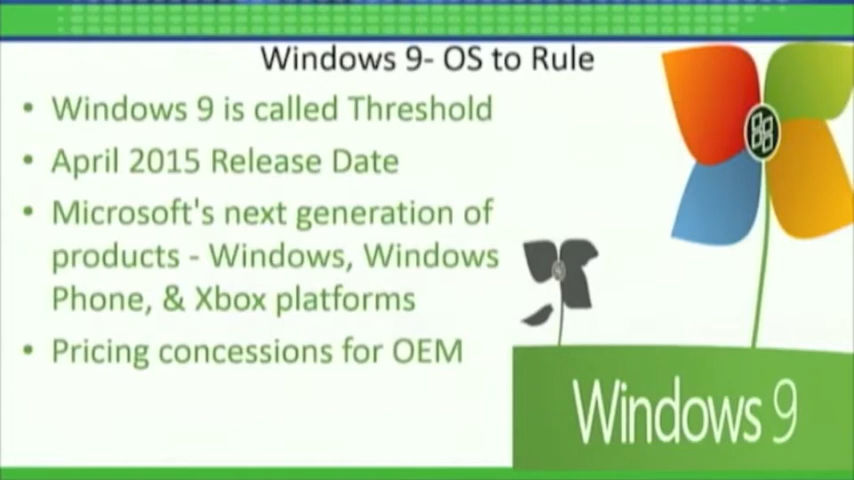 Windows 9- OS to Rule
• Windows 9 is called Threshold
• April 2015 Release Date
• Microsoft's next generation of
products - Windows, Windows
Phone, & Xbox platforms
• Pricing concessions for OEM
Windows 9